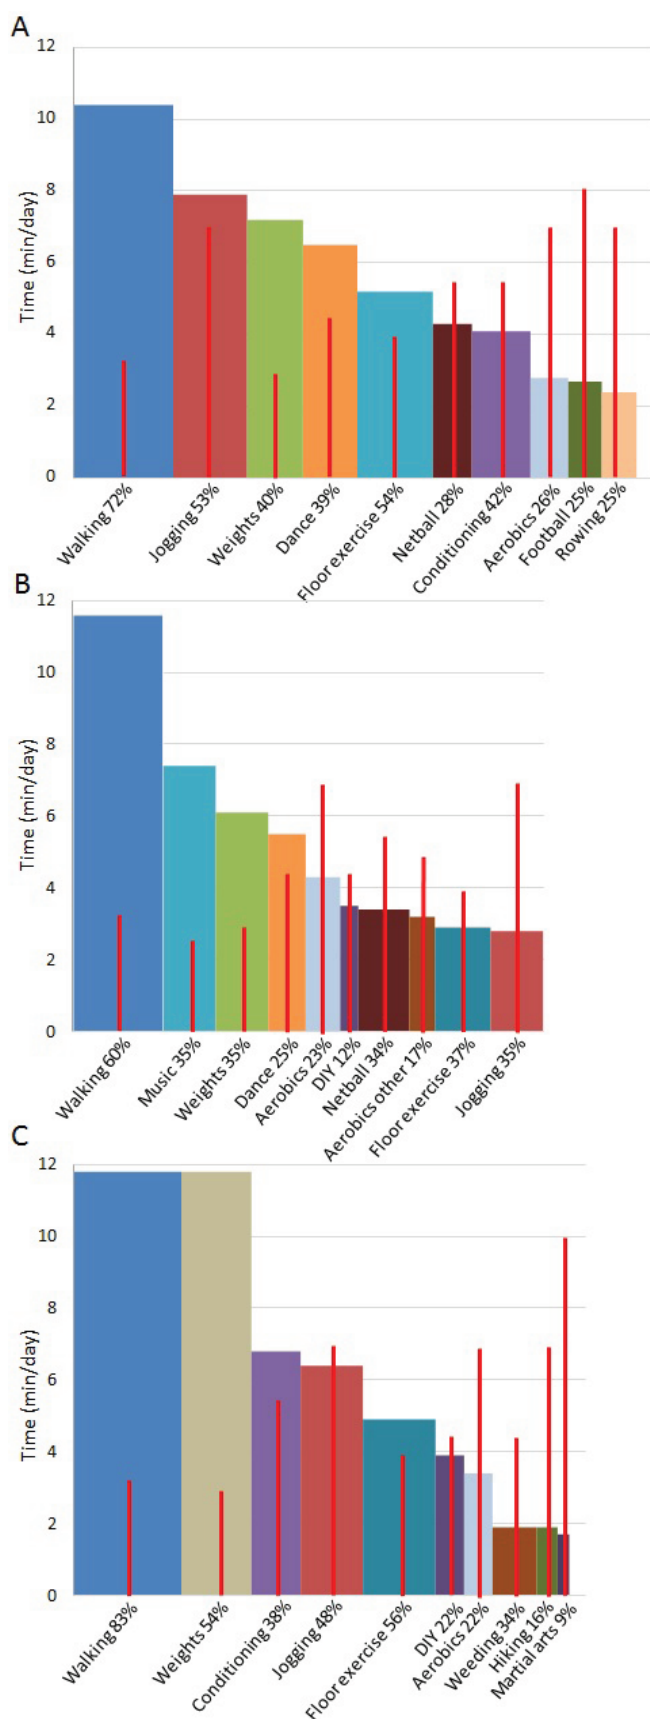 A
12
10
8
6
4
2
0
Time (min/day)
Walking 72%
Jogging 53%
Weights 40%
Dance 39%
Floor exercise 54%
Netball 28%
Conditioning 42%
Aerobics 26%
Football 25%
Rowing 25%
B
12
10
8
6
4
2
0
Time (min/day)
Walking 60%
Music 35%
Weights 35%
Dance 25%
Aerobics 23%
DIY 12%
Netball 34%
Aerobics other 17%
Floor exercise 37%
Jogging 35%
C
12
10
8
6
4
2
0
Time (min/day)
Walking 83%
Weights 54%
Conditioning 38%
Jogging 48%
Floor exercise 56%
DIY 22%
Aerobics 22%
Weeding 34%
Hiking 16%
Martial arts 9%